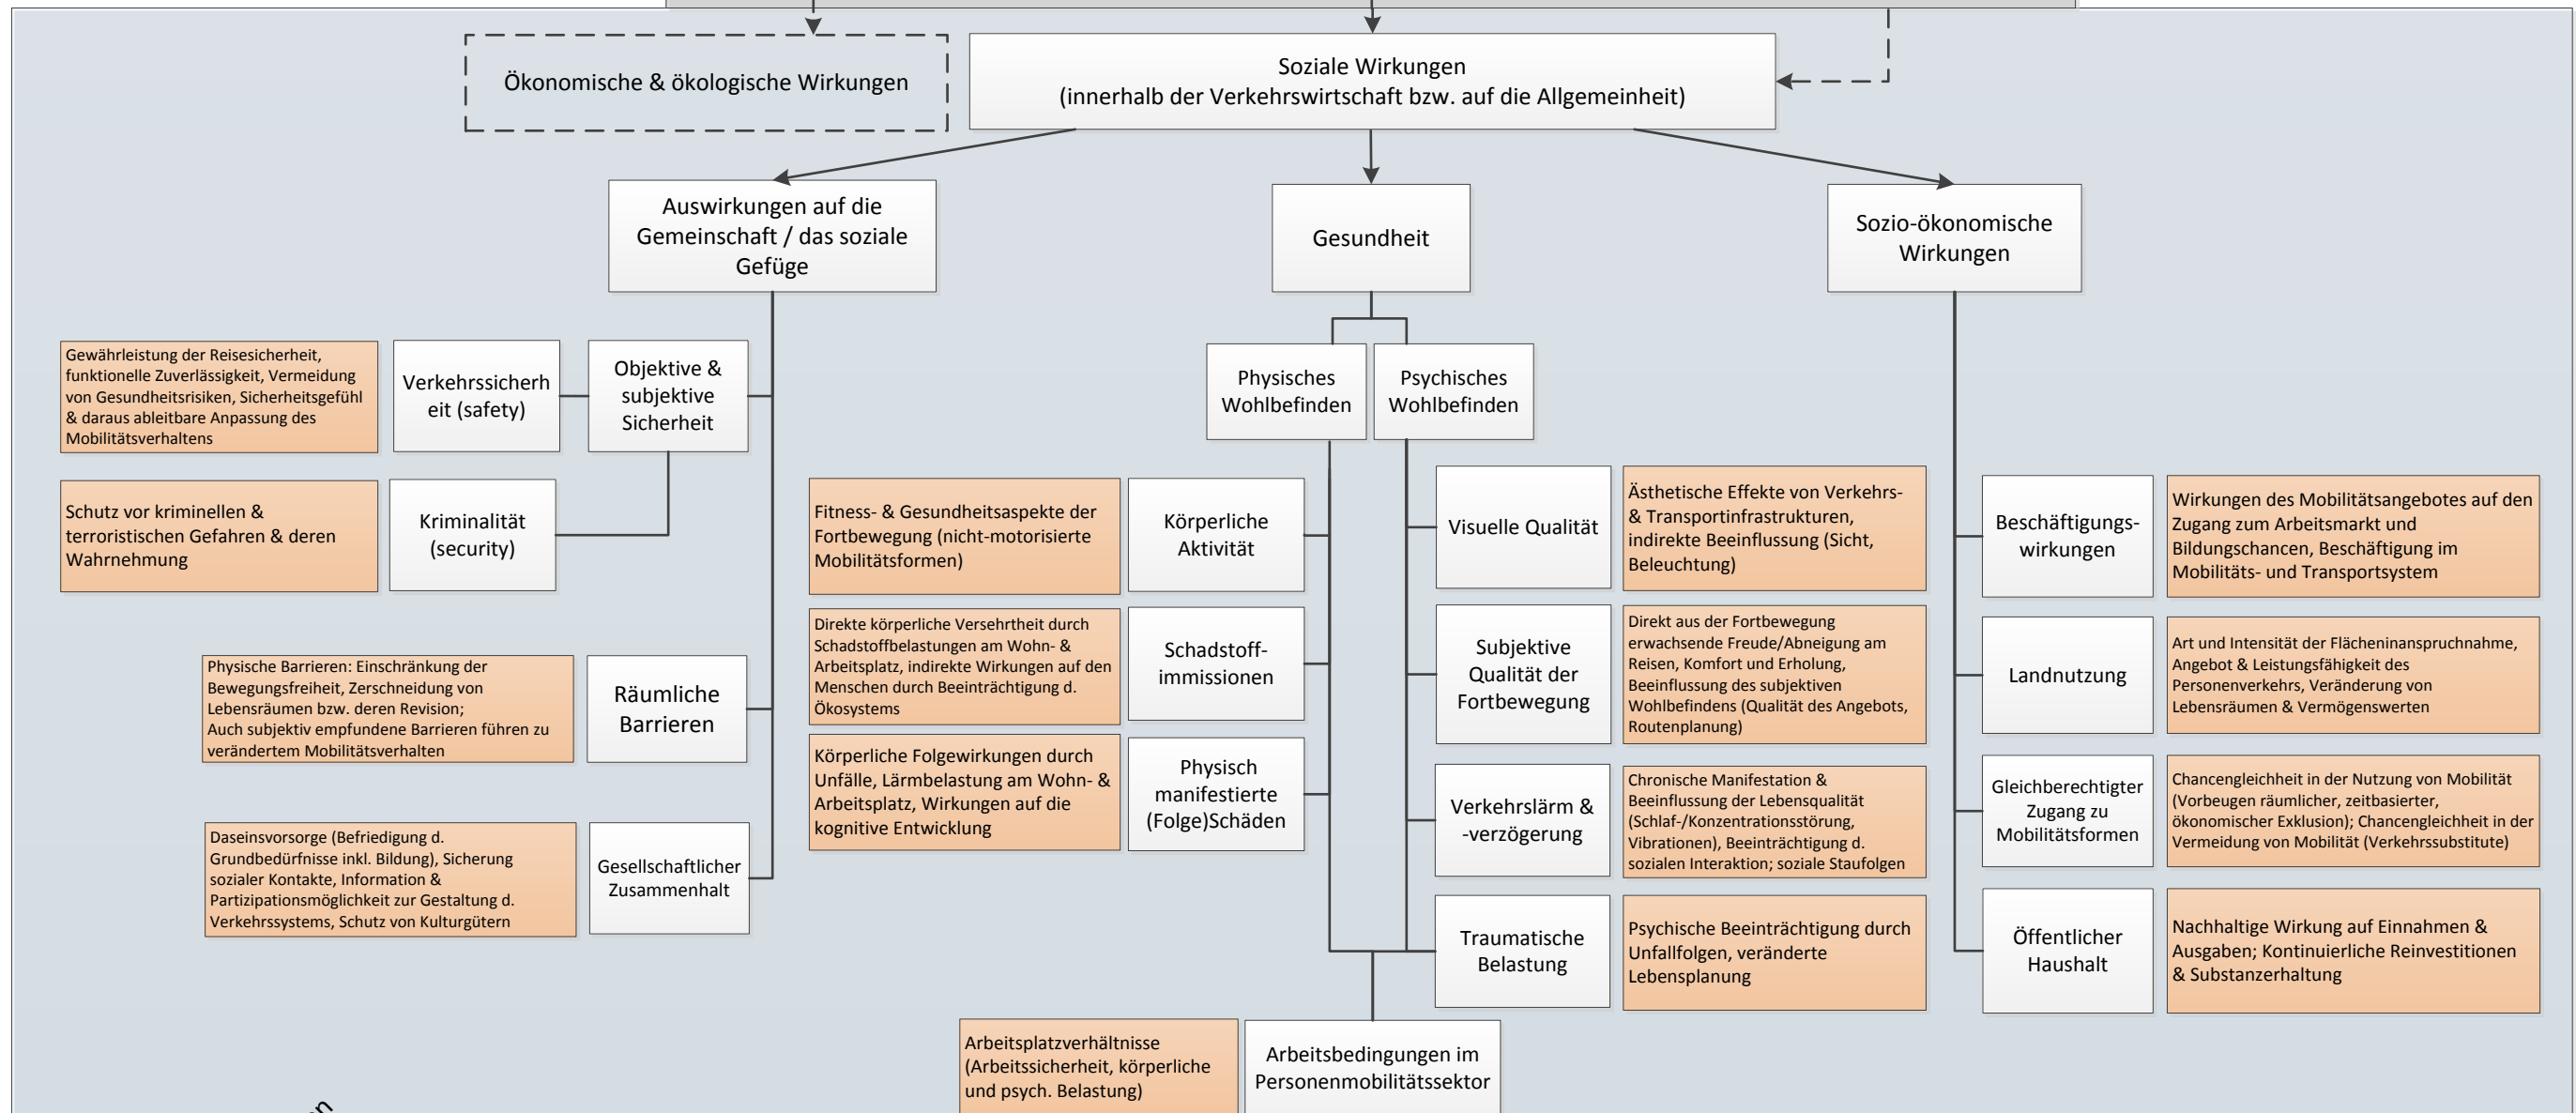 Ökonomische & ökologische Wirkungen
Soziale Wirkungen
(innerhalb der Verkehrswirtschaft bzw. auf die Allgemeinheit)
Auswirkungen auf die
Gemeinschaft / das soziale
Gefüge
Gesundheit
Sozio-ökonomische
Wirkungen
Gewährleistung der Reisesicherheit,
funktionelle Zuverlässigkeit, Vermeidung
von Gesundheitsrisiken, Sicherheitsgefühl
& daraus ableitbare Anpassung des
Mobilitätsverhaltens
Verkehrssicherh
eit (safety)
Objektive &
subjektive
Sicherheit
Schutz vor kriminellen &
terroristischen Gefahren & deren
Wahrnehmung
Kriminalität
(security)
Physische Barrieren: Einschränkung der
Bewegungsfreiheit, Zerschneidung von
Lebensräumen bzw. deren Revision;
Auch subjektiv empfundene Barrieren führen zu
verändertem Mobilitätsverhalten
Räumliche
Barrieren
Daseinsvorsorge (Befriedigung d.
Grundbedürfnisse inkl. Bildung), Sicherung
sozialer Kontakte, Information &
Partizipationsmöglichkeit zur Gestaltung d.
Verkehrssystems, Schutz von Kulturgütern
Gesellschaftlicher
Zusammenhalt
Physisches
Wohlbefinden
Psychisches
Wohlbefinden
Fitness- & Gesundheitsaspekte der
Fortbewegung (nicht-motorisierte
Mobilitätsformen)
Körperliche
Aktivität
Direkte körperliche Versehrtheit durch
Schadstoffbelastungen am Wohn- &
Arbeitsplatz, indirekte Wirkungen auf den
Menschen durch Beeinträchtigung d.
Ökosystems
Schadstoff-
immissionen
Körperliche Folgewirkungen durch
Unfälle, Lärmbelastung am Wohn- &
Arbeitsplatz, Wirkungen auf die
kognitive Entwicklung
Physisch
manifestierte
(Folge)Schäden
Visuelle Qualität
Ästhetische Effekte von Verkehrs-
& Transportinfrastrukturen,
indirekte Beeinflussung (Sicht,
Beleuchtung)
Subjektive
Qualität der
Fortbewegung
Direkt aus der Fortbewegung
erwachsende Freude/Abneigung am
Reisen, Komfort und Erholung,
Beeinflussung des subjektiven
Wohlbefindens (Qualität des Angebots,
Routenplanung)
Verkehrslärm &
-verzögerung
Chronische Manifestation &
Beeinflussung der Lebensqualität
(Schlaf-/Konzentrationsstörung,
Vibrationen), Beeinträchtigung d.
sozialen Interaktion; soziale Staufolgen
Traumatische
Belastung
Psychische Beeinträchtigung durch
Unfallfolgen, veränderte
Lebensplanung
Beschäftigungs-
wirkungen
Wirkungen des Mobilitätsangebotes auf den
Zugang zum Arbeitsmarkt und
Bildungschancen, Beschäftigung im
Mobilitäts- und Transportsystem
Landnutzung
Art und Intensität der Flächeninanspruchnahme,
Angebot & Leistungsfähigkeit des
Personenverkehrs, Veränderung von
Lebensräumen & Vermögenswerten
Gleichberechtigter
Zugang zu
Mobilitätsformen
Chancengleichheit in der Nutzung von Mobilität
(Vorbeugen räumlicher, zeitbasierter,
ökonomischer Exklusion); Chancengleichheit in der
Vermeidung von Mobilität (Verkehrssubstitute)
Öffentlicher
Haushalt
Nachhaltige Wirkung auf Einnahmen &
Ausgaben; Kontinuierliche Reinvestitionen
& Substanzerhaltung
Arbeitsplatzverhältnisse
(Arbeitssicherheit, körperliche
und psych. Belastung)
Arbeitsbedingungen im
Personenmobilitätssektor